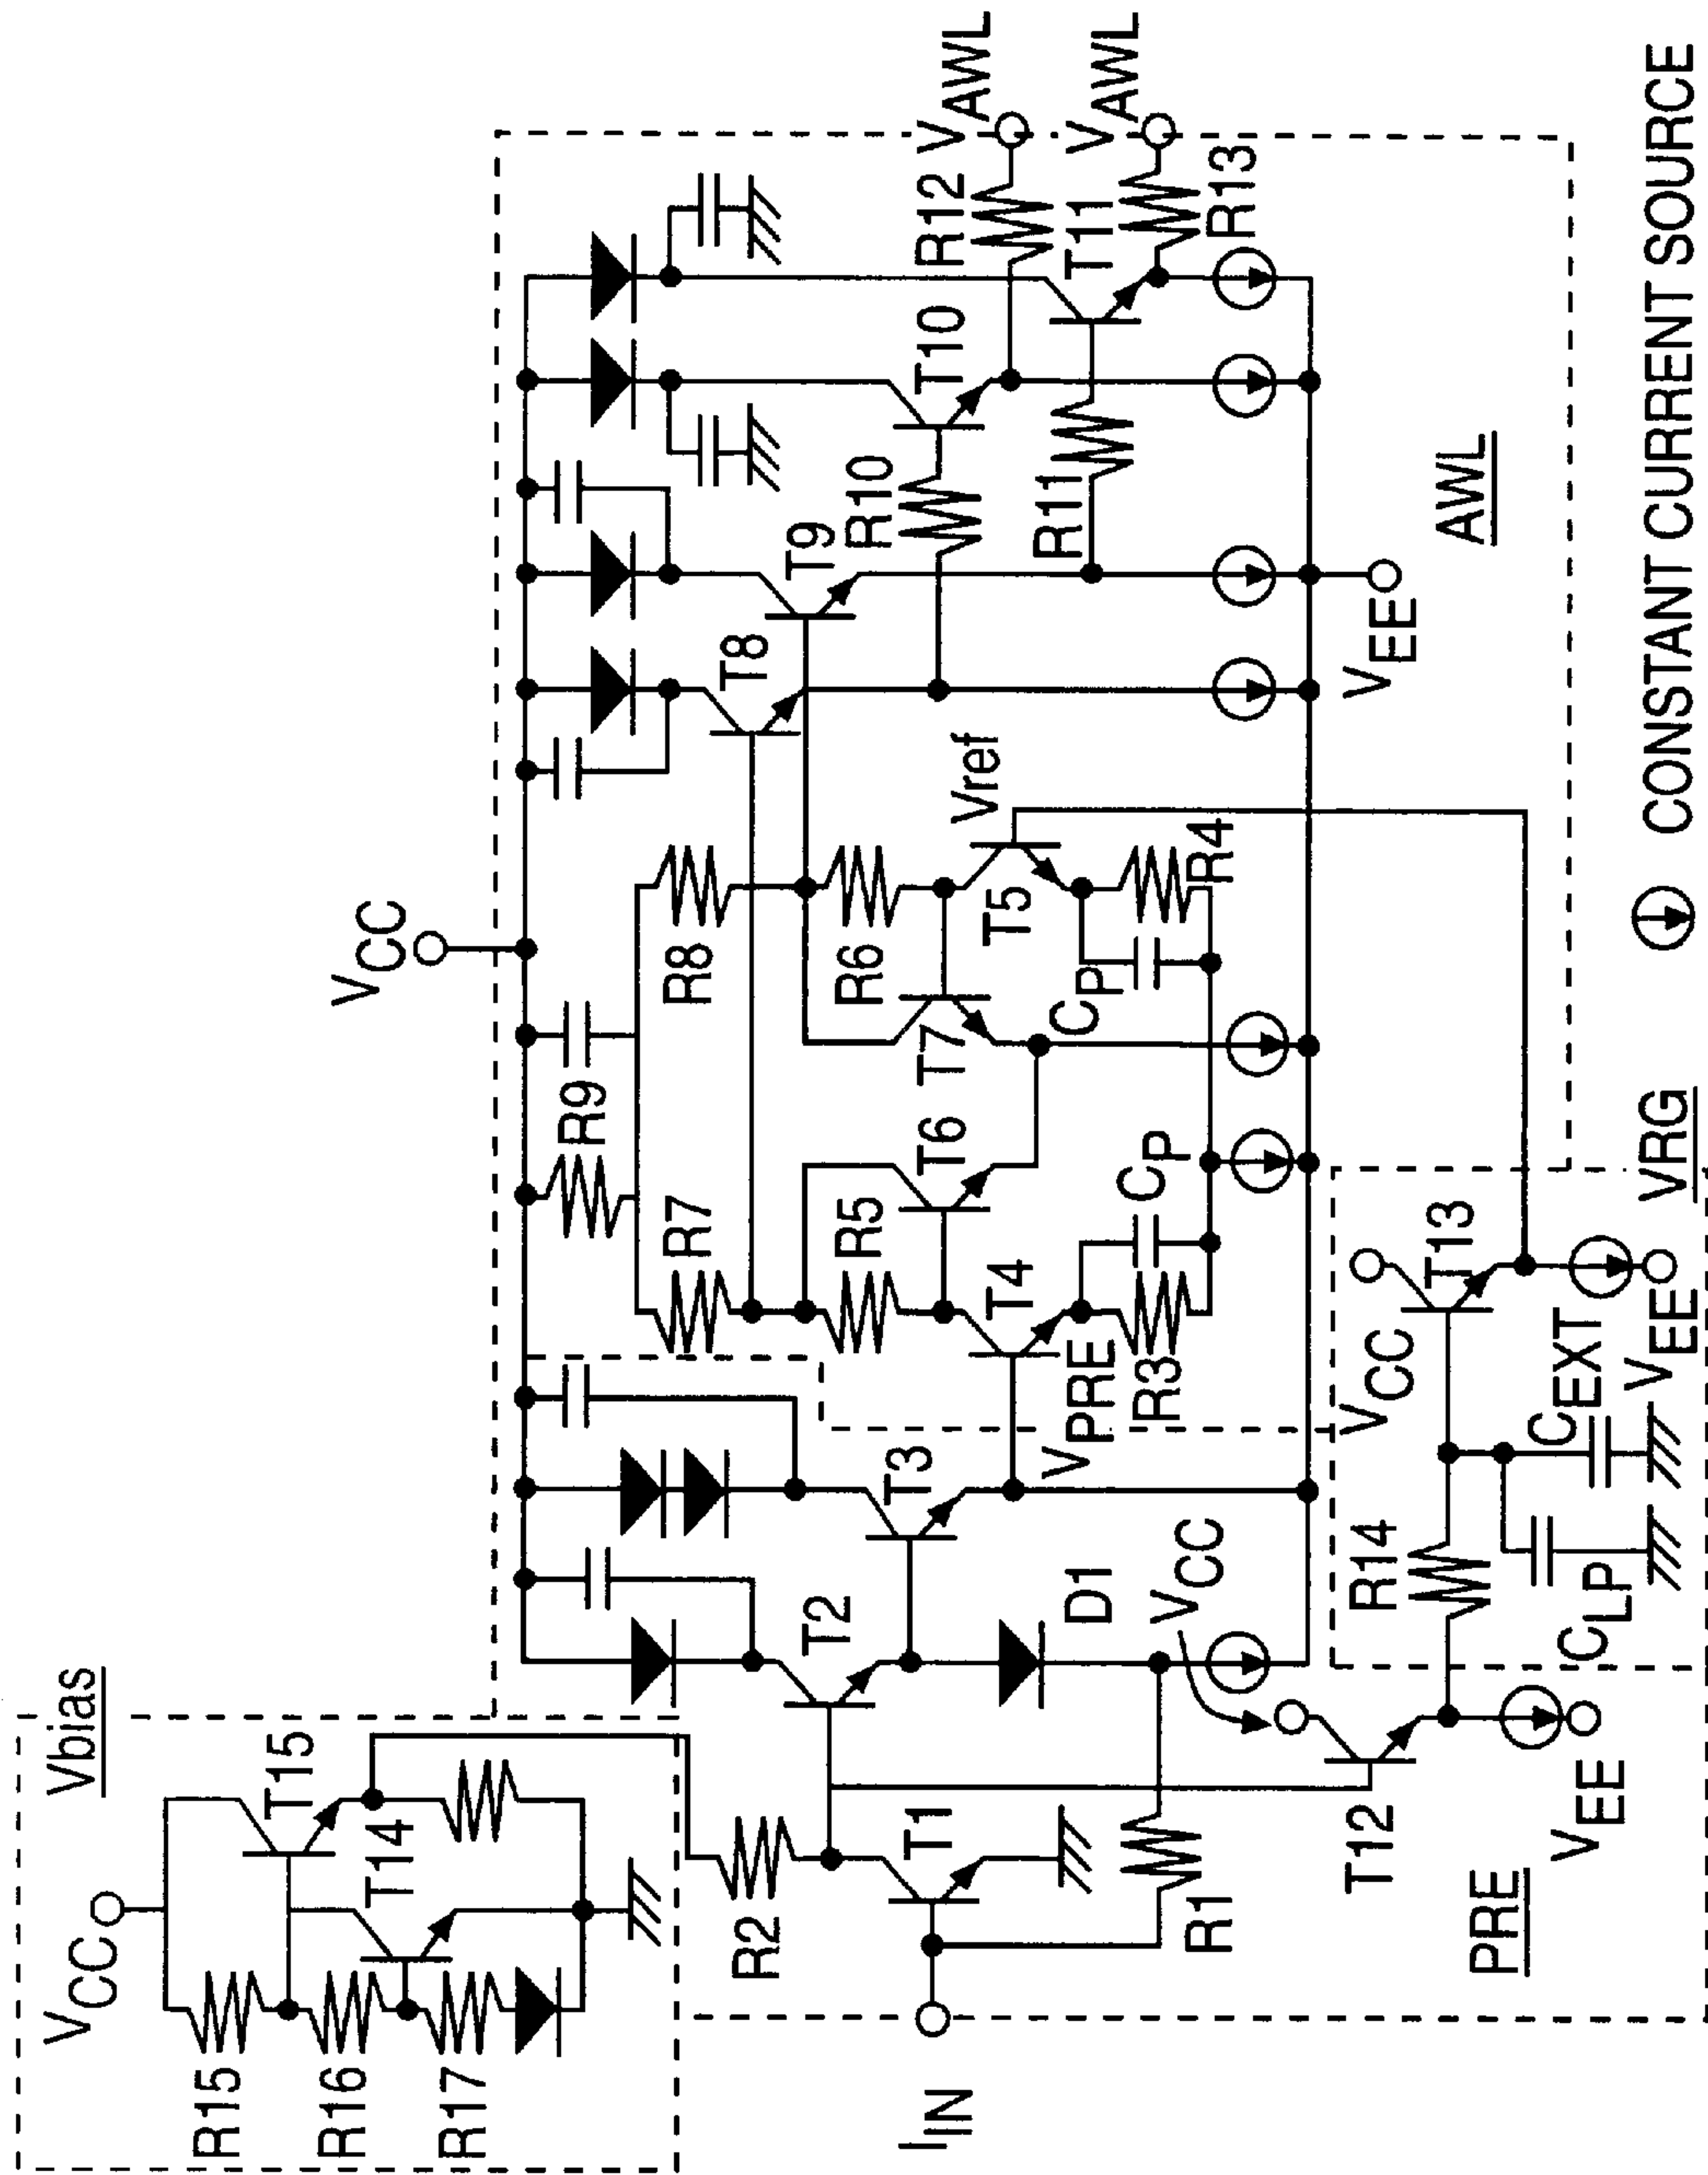 Vbias
VCC
R15
R16
R17
T15
T14
VCC
R9
R7
R8
R5
R6
T6
T7
T4
T5
Vref
R3
R4
CP
CP
VPRE
T8
T9
R10
R11
T10
T11
R12
R13
VAWL
VAWL
VEE
AWL
IIN
R2
T1
R1
T2
T3
D1
VCC
T12
VEE
PRE
R14
CLP
CEXT
VCC
T13
VEE
VRG
CONSTANT CURRENT SOURCE